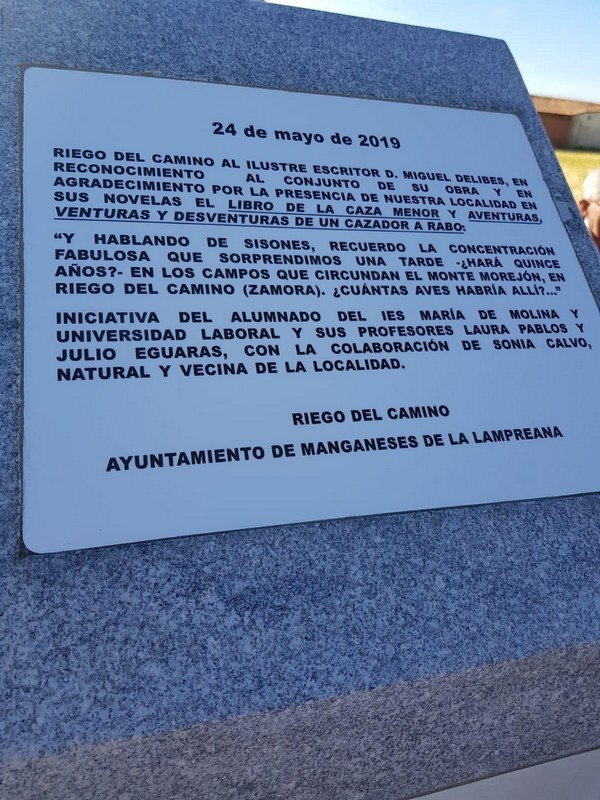 24 de mayo de 2019
RIEGO DEL CAMINO AL ILUSTRE ESCRITOR D. MIGUEL DELIBES, EN
RECONOCIMIENTO AL CONJUNTO DE SU OBRA Y EN
AGRADECIMIENTO POR LA PRESENCIA DE NUESTRA LOCALIDAD EN
SUS NOVELAS EL LIBRO DE LA CAZA MENOR Y AVENTURAS,
VENTURAS Y DESVENTURAS DE UN CAZADOR A RABO:
“Y HABLANDO DE SISONES, RECUERDO LA CONCENTRACIÓN
FABULOSA QUE SORPRENDIMOS UNA TARDE -¿HARÁ QUINCE
AÑOS?- EN LOS CAMPOS QUE CIRCUNDAN EL MONTE MOREJÓN, EN
RIEGO DEL CAMINO (ZAMORA). ¿CUÁNTAS AVES HABRÍA ALLÍ?...”
INICIATIVA DEL ALUMNADO DEL IES MARÍA DE MOLINA Y
UNIVERSIDAD LABORAL Y SUS PROFESORES LAURA PABLOS Y
JULIO EGUARAS, CON LA COLABORACIÓN DE SONIA CALVO,
NATURAL Y VECINA DE LA LOCALIDAD.
RIEGO DEL CAMINO
AYUNTAMIENTO DE MANGANESES DE LA LAMPREANA